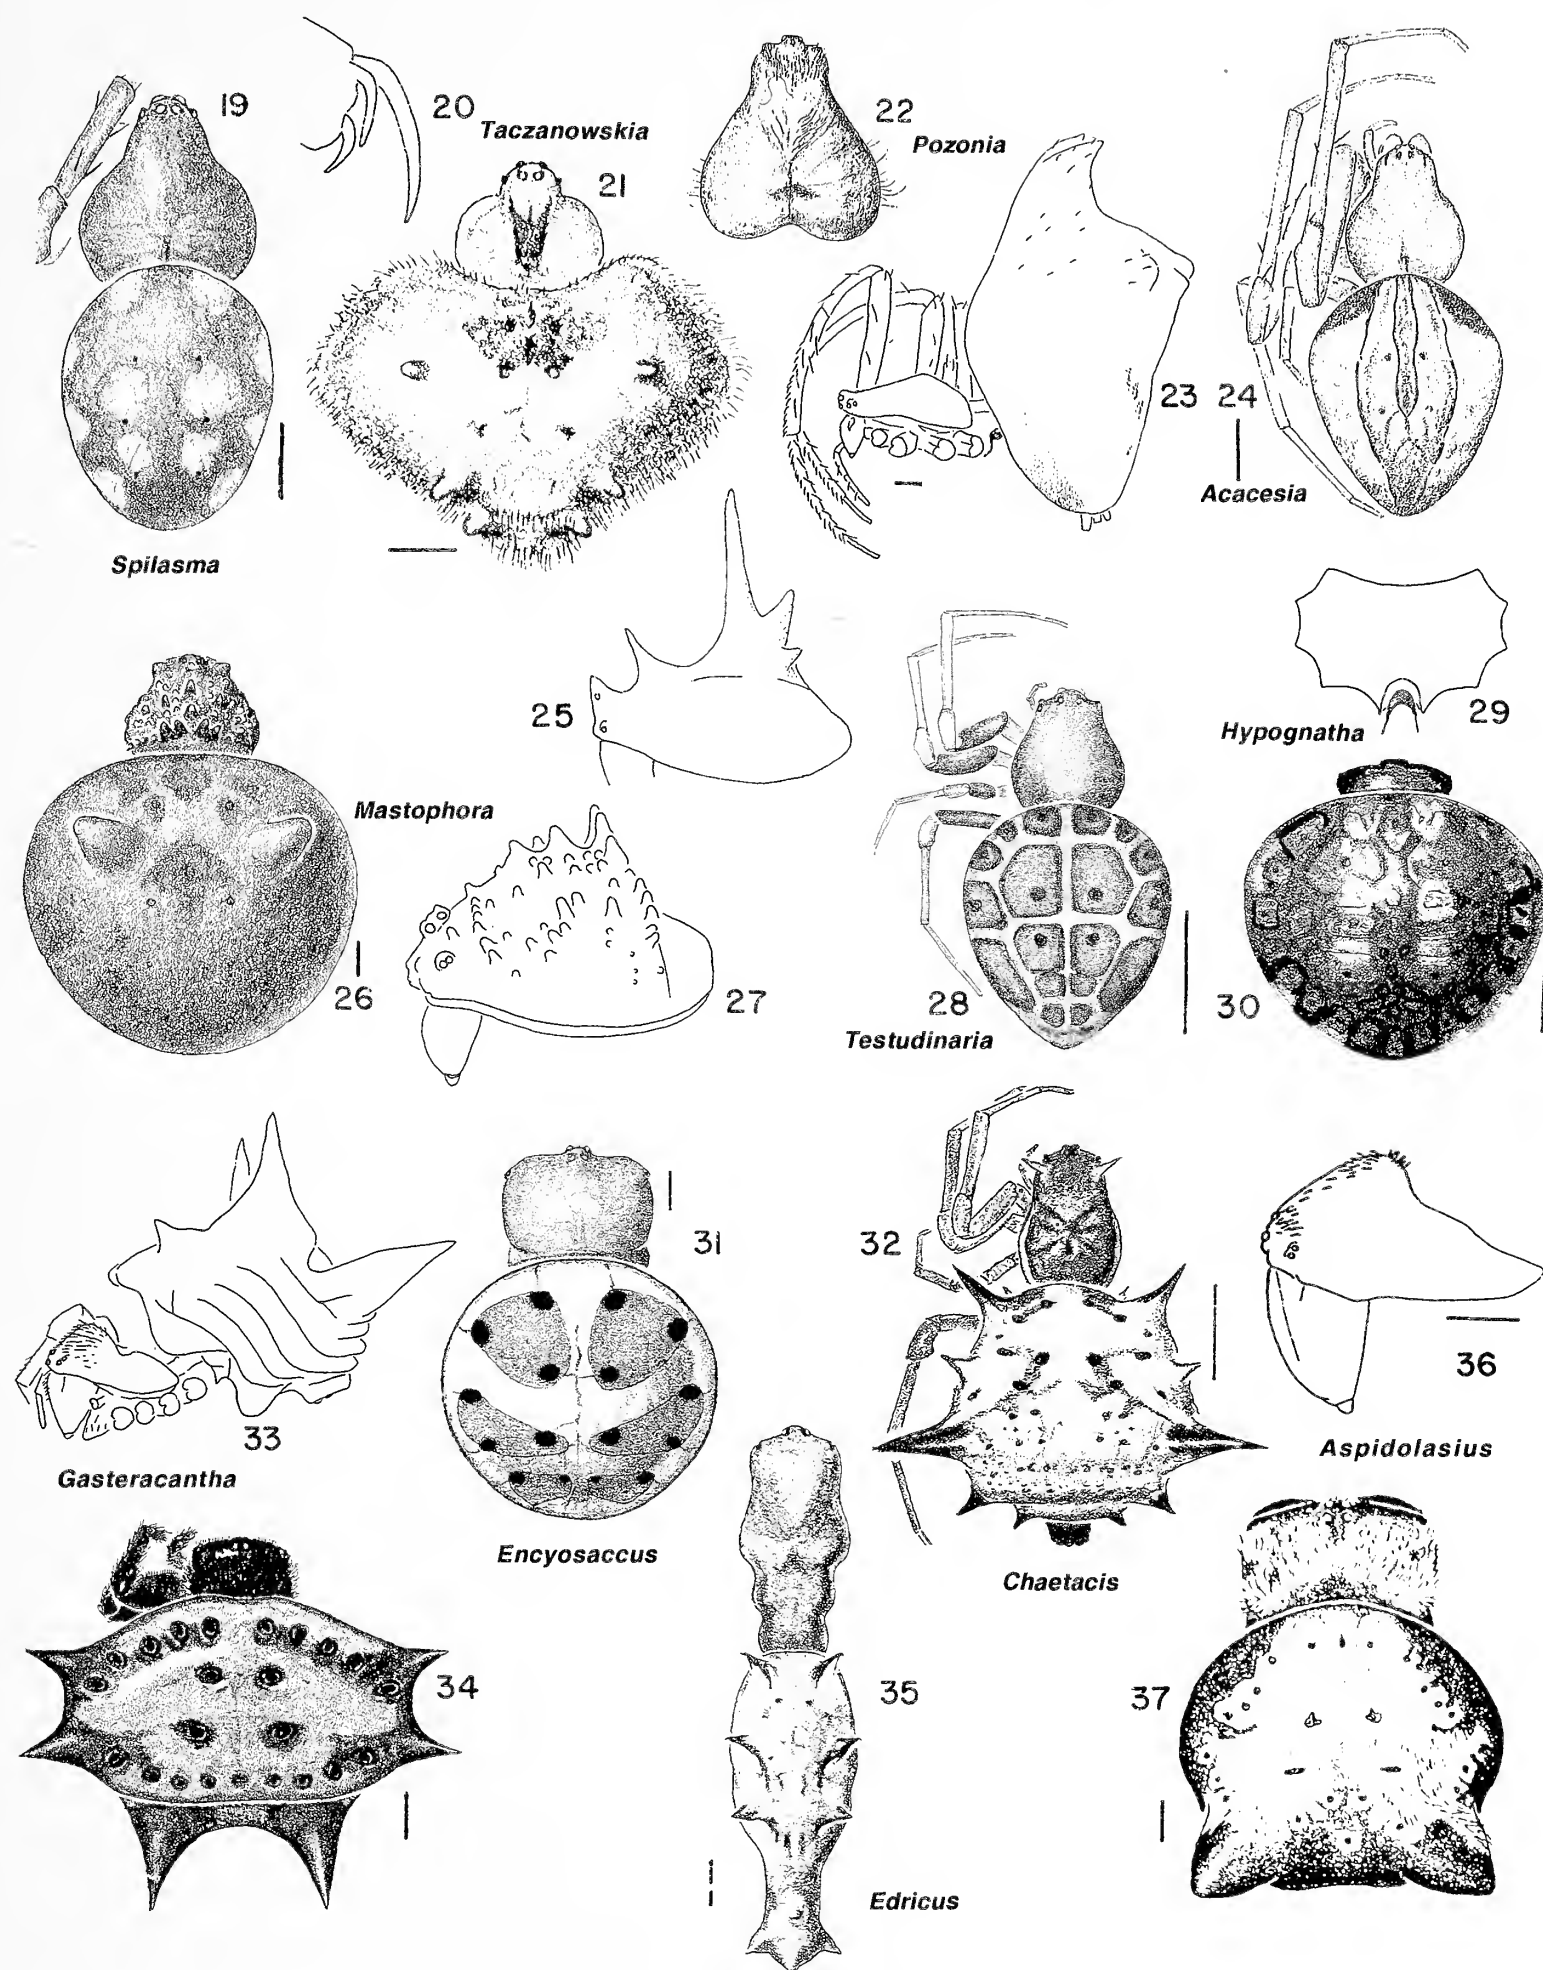 19
20
Taczanowskia
21
22
Pozonia
23
24
Acacesia
Spilasma
25
26
Mastophora
27
28
Testudinaria
29
Hypognatha
30
31
Encyosaccus
32
Chaetacis
33
Gasteracantha
34
35
Edricus
36
Aspidolasius
37